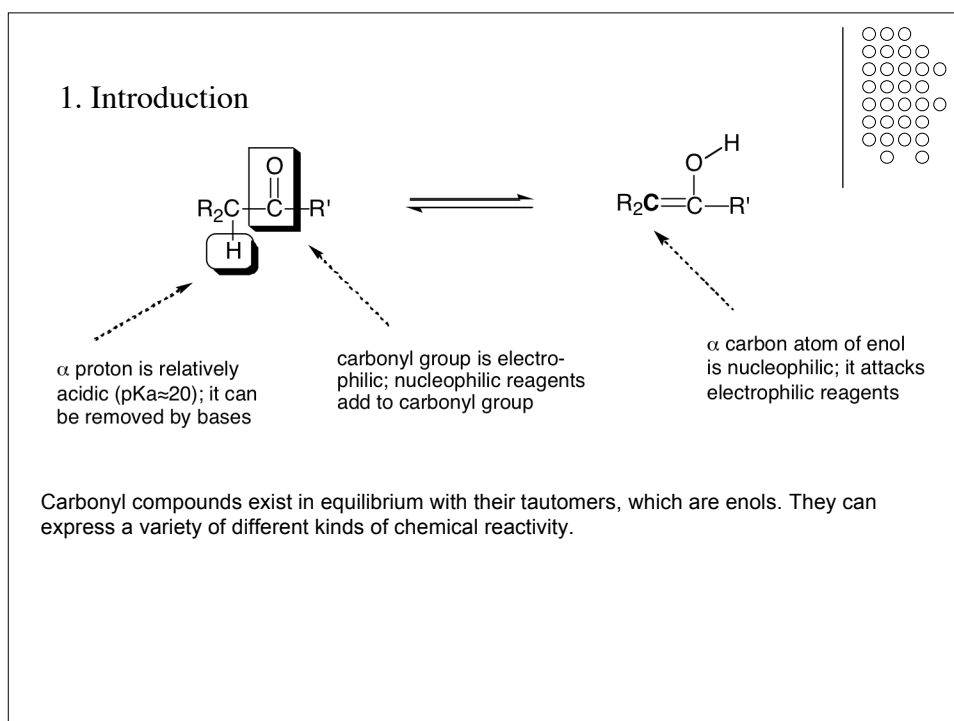 1. Introduction
O
R₂C—C—R'
H
H
O
R₂C=C—R'
α proton is relatively
acidic (pKa≈20); it can
be removed by bases
carbonyl group is electro-
philic; nucleophilic reagents
add to carbonyl group
α carbon atom of enol
is nucleophilic; it attacks
electrophilic reagents
Carbonyl compounds exist in equilibrium with their tautomers, which are enols. They can
express a variety of different kinds of chemical reactivity.